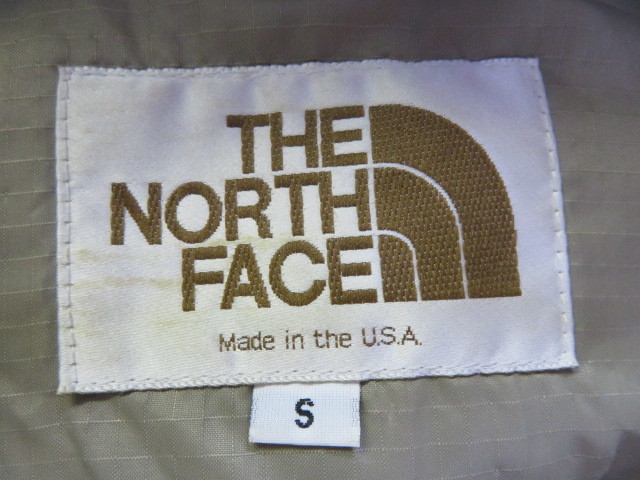 THE
NORTH
FACE
Made in the U.S.A.
S